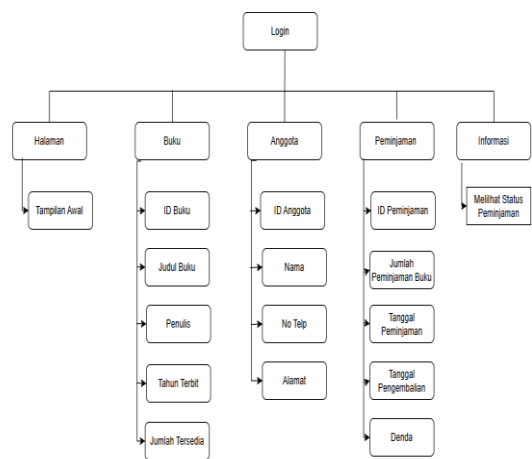 Login
Halaman
Buku
Anggota
Peminjaman
Informasi
Tampilan Awal
ID Buku
ID Anggota
ID Peminjaman
Melilhat Status
Peminjaman
Judul Buku
Nama
Jumlah
Peminjaman Buku
Penulis
No Telp
Tanggal
Peminjaman
Tahun Terbit
Alamat
Tanggal
Pengembalian
Jumlah Tersedia
Denda